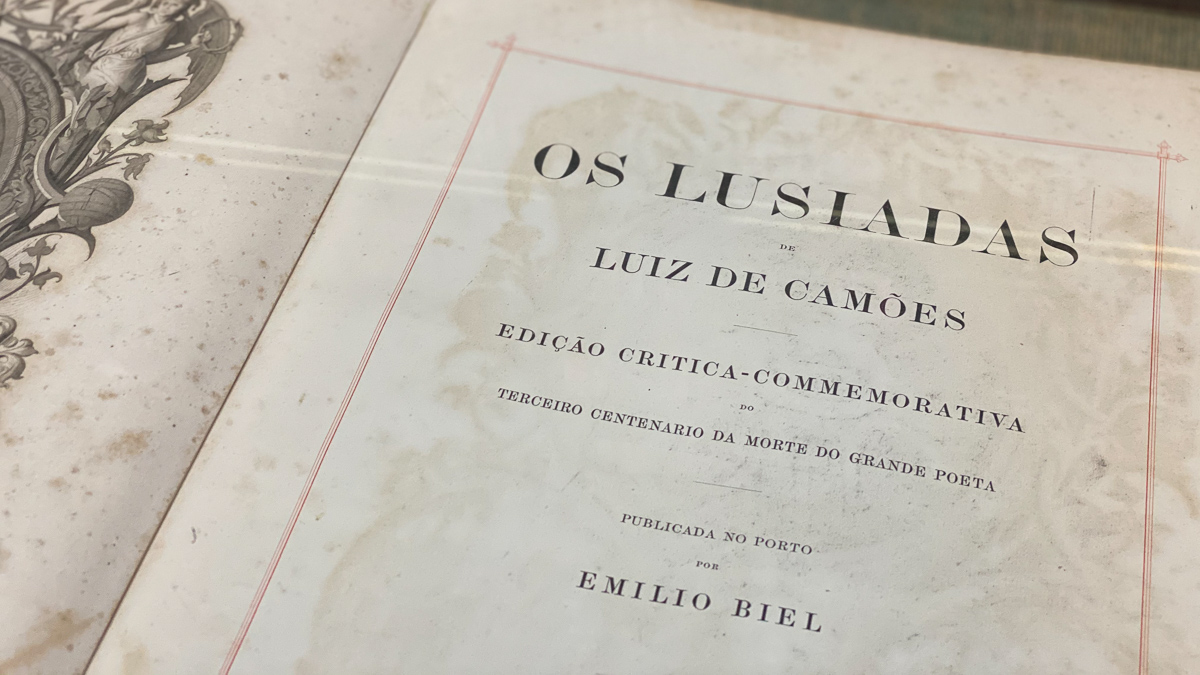 OS LUSIADAS
DE
LUIZ DE CAMÕES
EDIÇÃO CRITICA-COMMEMORATIVA
DO
TERCEIRO CENTENARIO DA MORTE DO GRANDE POETA
PUBLICADA NO PORTO
POR
EMILIO BIEL